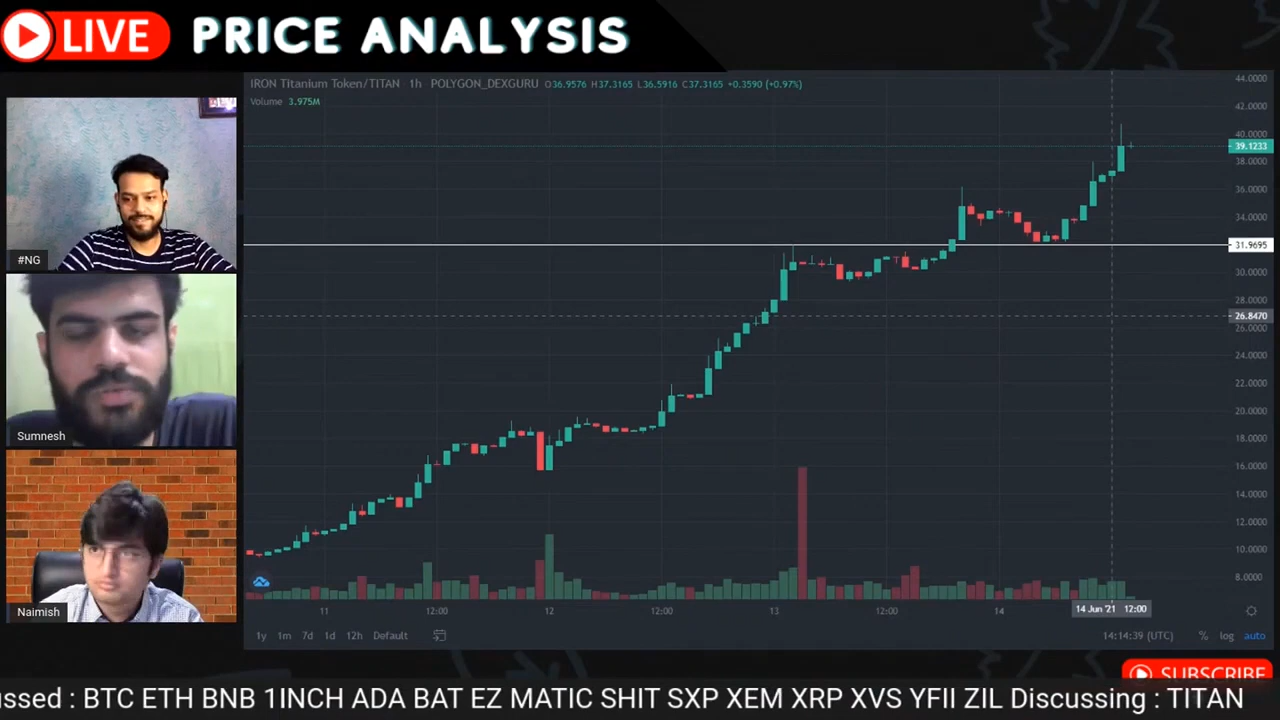 LIVE PRICE ANALYSIS
IRON Titanium Token/TITAN 1h POLYGON_DEXGURU O36.9576 H37.3165 L36.5916 C37.3165 +0.3590 (+0.97%)
Volume 3.975M
44.0000
42.0000
40.0000
39.1233
38.0000
36.0000
34.0000
31.9695
30.0000
28.0000
26.8470
26.0000
24.0000
22.0000
20.0000
18.0000
16.0000
14.0000
12.0000
10.0000
8.0000
#NG
Sumnesh
Naimish
11 12:00 12 12:00 13 12:00 14 14 Jun '21 12:00
1y 1m 7d 1d 12h Default 14:14:39 (UTC) % log auto
SUBSCRIBE
ussed : BTC ETH BNB 1INCH ADA BAT EZ MATIC SHIT SXP XEM XRP XVS YFII ZIL Discussing : TITAN